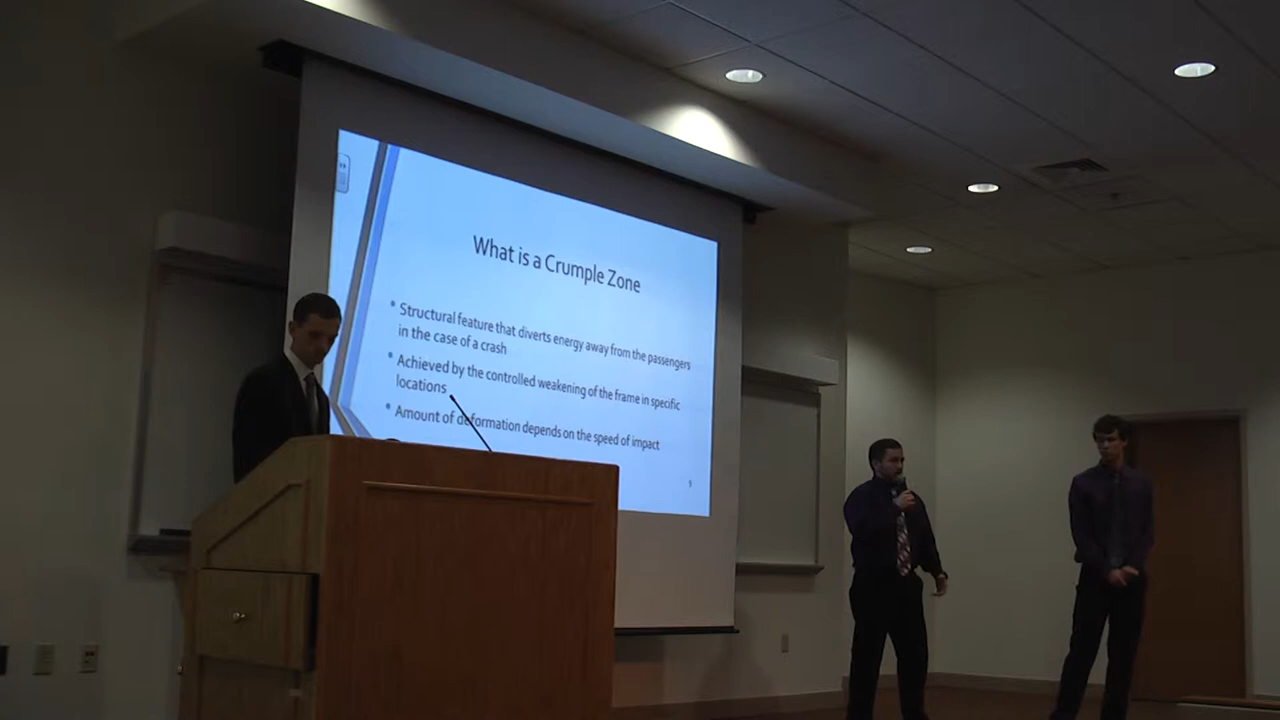 What is a Crumple Zone
• Structural feature that diverts energy away from the passengers
in the case of a crash
• Achieved by the controlled weakening of the frame in specific
locations
• Amount of deformation depends on the speed of impact
9